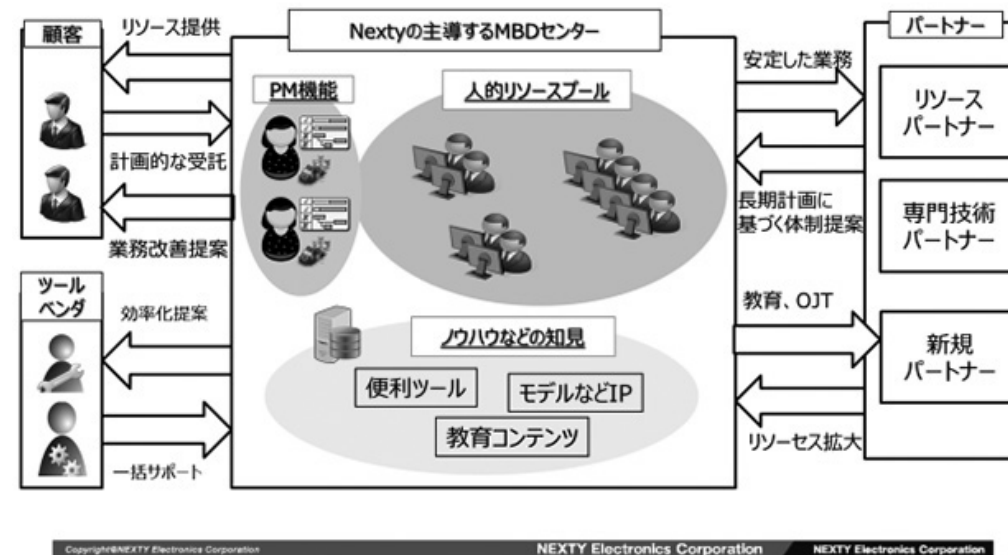 Nextyの主導するMBDセンター
顧客
リソース提供
計画的な受託
業務改善提案
ツール
ベンダ
効率化提案
一括サポート
PM機能
人的リソースプール
ノウハウなどの知見
便利ツール
モデルなどIP
教育コンテンツ
安定した業務
長期計画に
基づく体制提案
教育、OJT
リソーセス拡大
パートナー
リソース
パートナー
専門技術
パートナー
新規
パートナー
Copyright©NEXTY Electronics Corporation
NEXTY Electronics Corporation
NEXTY Electronics Corporation